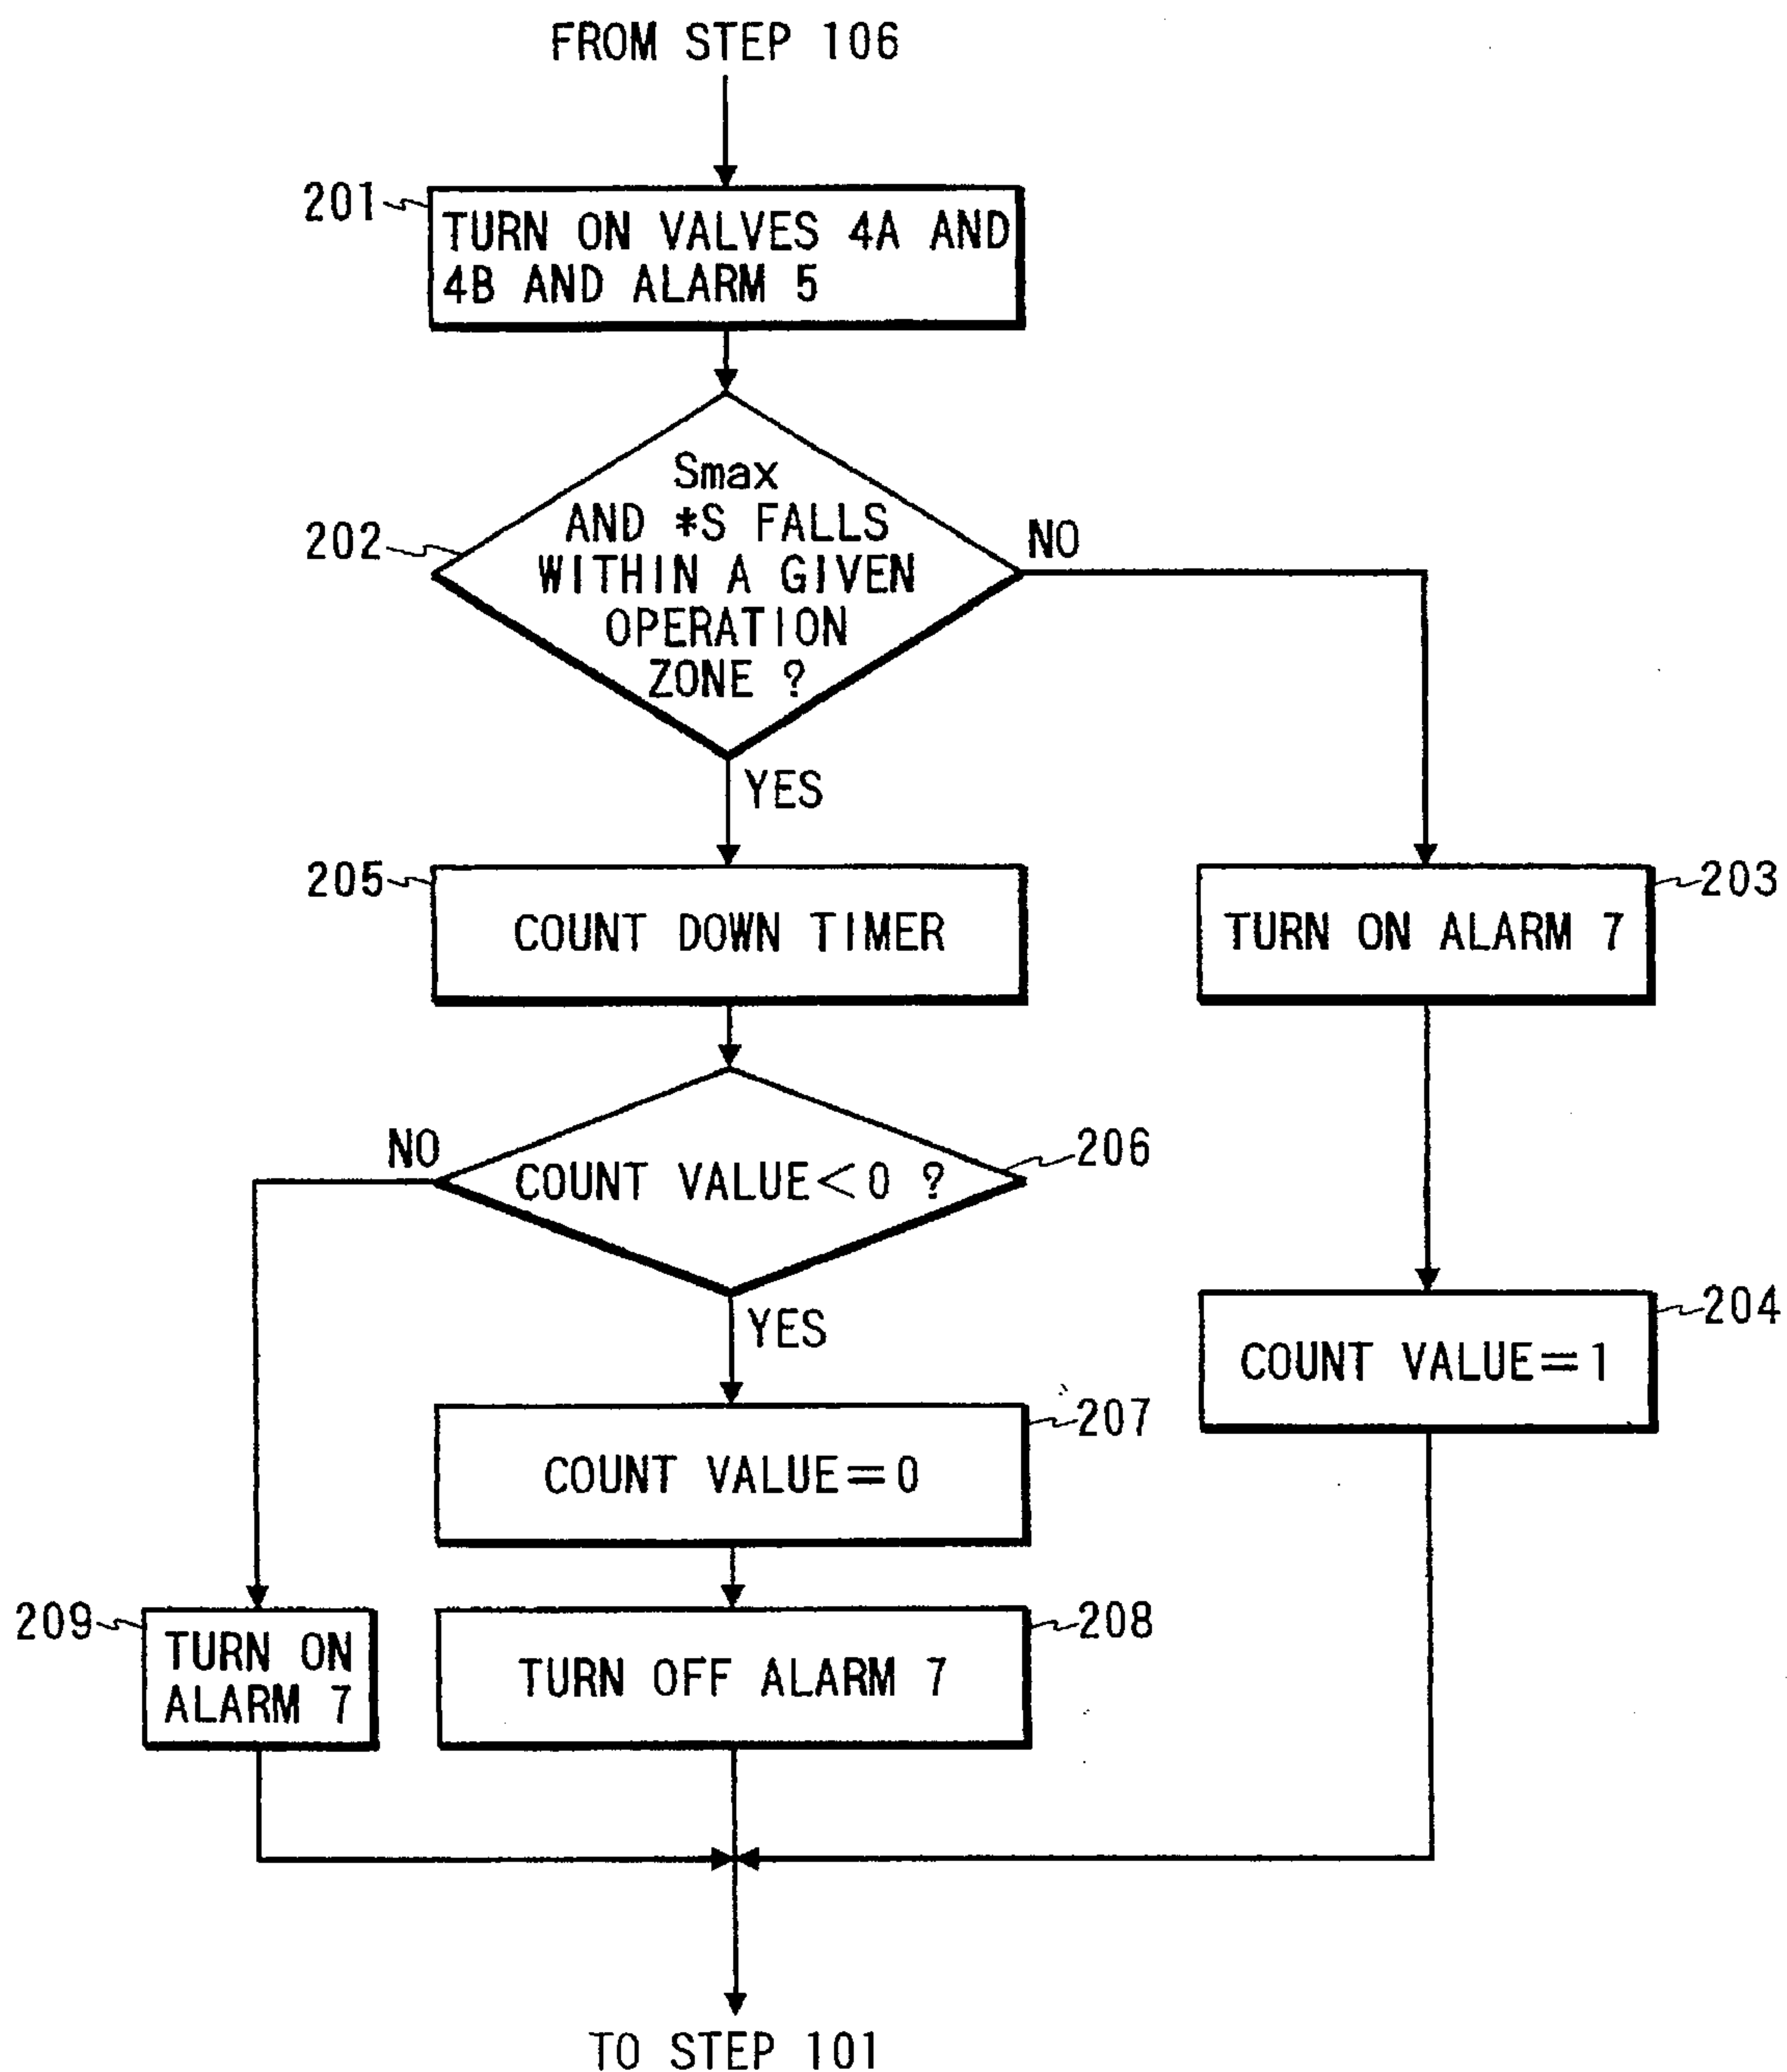 FROM STEP 106
201
TURN ON VALVES 4A AND
4B AND ALARM 5
202
Smax
AND *S FALLS
WITHIN A GIVEN
OPERATION
ZONE ?
NO
YES
205
COUNT DOWN TIMER
203
TURN ON ALARM 7
NO
206
COUNT VALUE<0 ?
YES
204
COUNT VALUE=1
207
COUNT VALUE=0
209
TURN ON
ALARM 7
208
TURN OFF ALARM 7
TO STEP 101